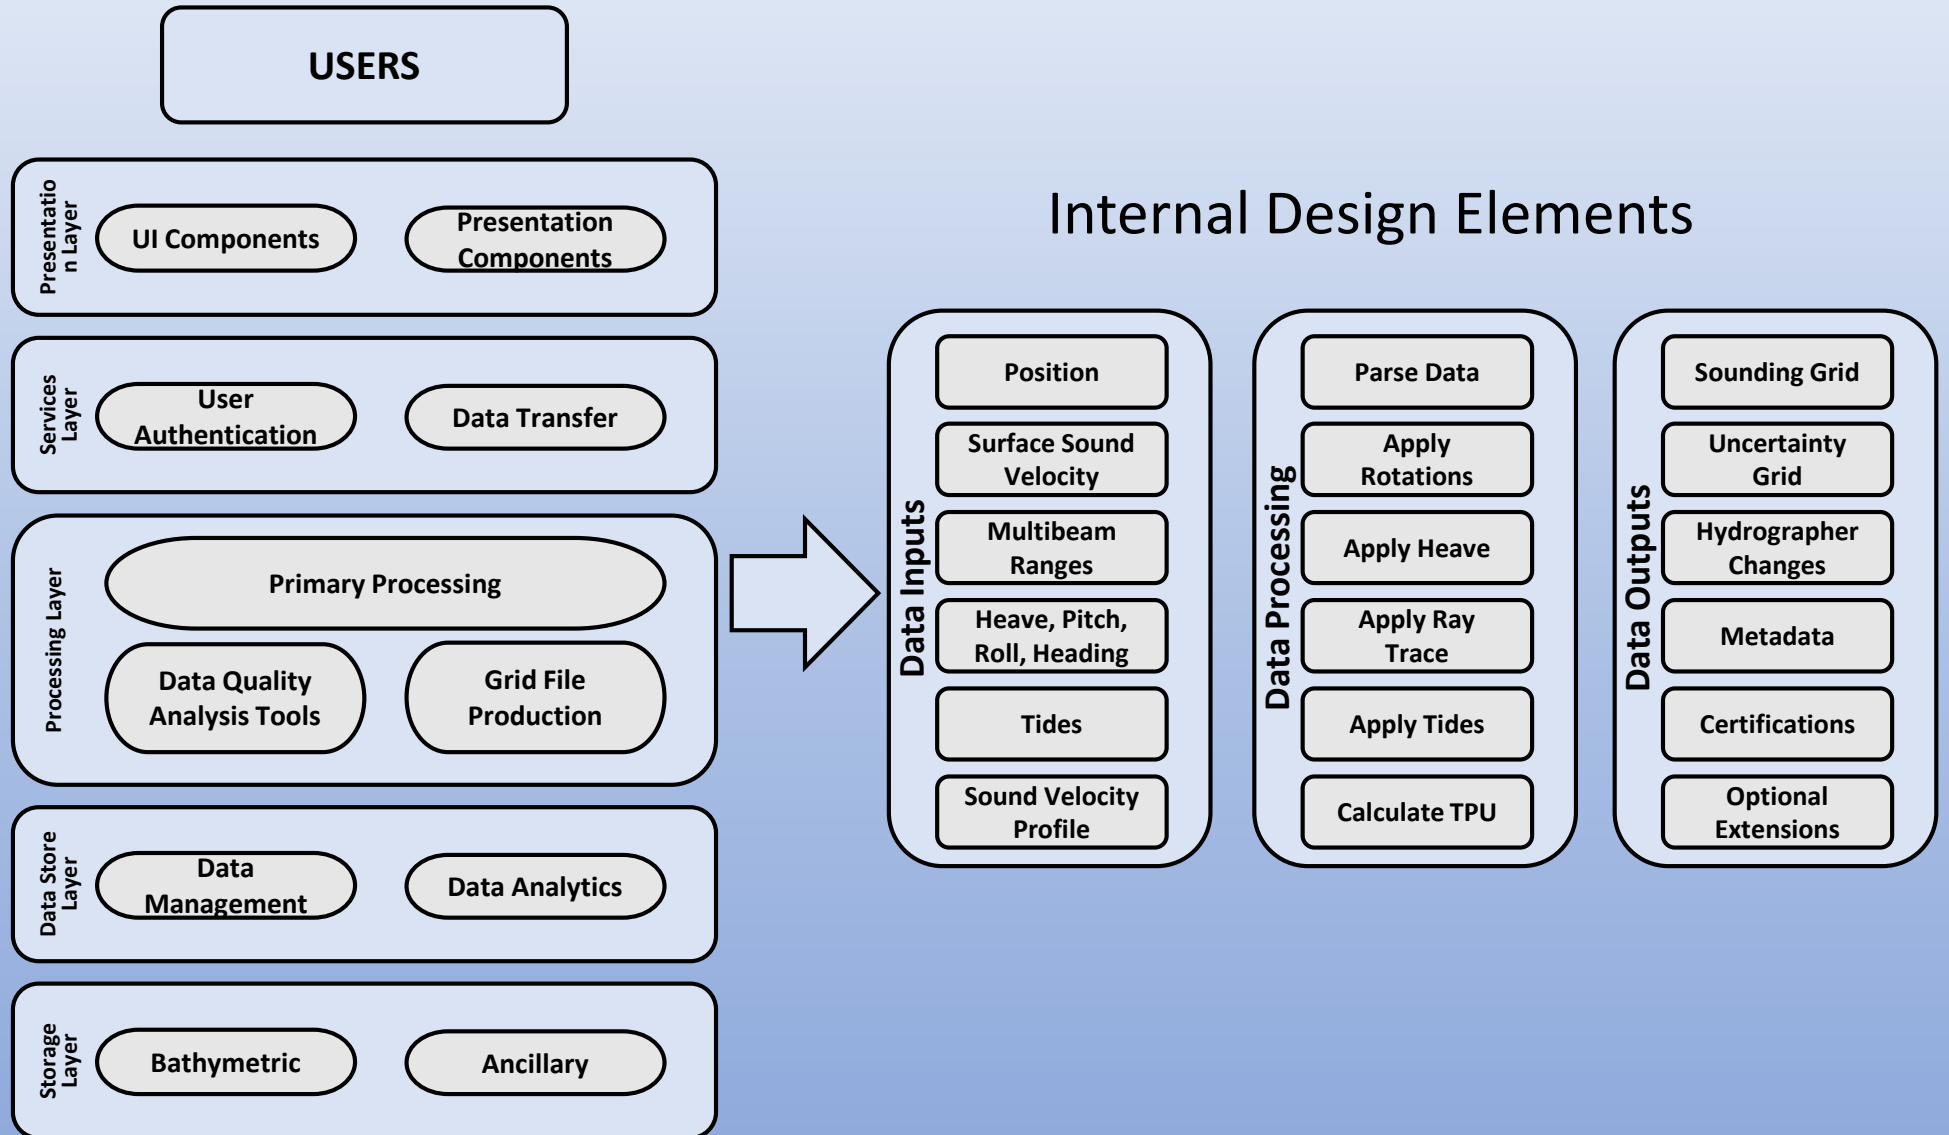 USERS
Presentatio
n Layer
UI Components
Presentation
Components
Services
Layer
User
Authentication
Data Transfer
Processing Layer
Primary Processing
Data Quality
Analysis Tools
Grid File
Production
Data Store
Layer
Data
Management
Data Analytics
Storage
Layer
Bathymetric
Ancillary
Internal Design Elements
Data Inputs
Position
Surface Sound
Velocity
Multibeam
Ranges
Heave, Pitch,
Roll, Heading
Tides
Sound Velocity
Profile
Data Processing
Parse Data
Apply
Rotations
Apply Heave
Apply Ray
Trace
Apply Tides
Calculate TPU
Data Outputs
Sounding Grid
Uncertainty
Grid
Hydrographer
Changes
Metadata
Certifications
Optional
Extensions